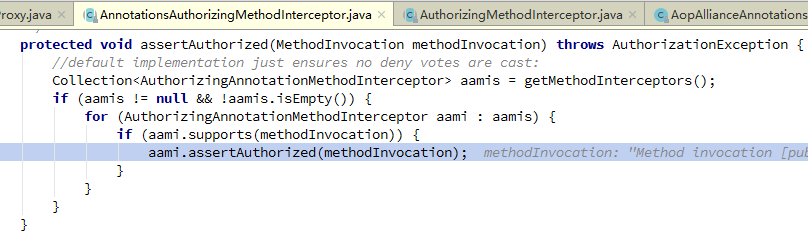 Proxy.java × AnnotationsAuthorizingMethodInterceptor.java × AuthorizingMethodInterceptor.java × AopAllianceAnnotations
protected void assertAuthorized(MethodInvocation methodInvocation) throws AuthorizationException {
//default implementation just ensures no deny votes are cast:
Collection<AuthorizingAnnotationMethodInterceptor> aamis = getMethodInterceptors();
if (aamis != null && !aamis.isEmpty()) {
for (AuthorizingAnnotationMethodInterceptor aami : aamis) {
if (aami.supports(methodInvocation)) {
aami.assertAuthorized(methodInvocation); methodInvocation: "Method invocation [pub
}
}
}
}